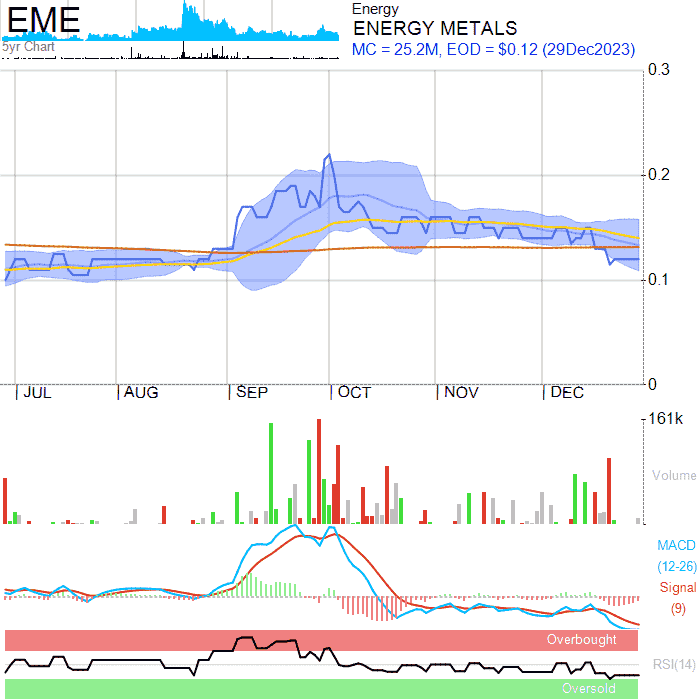 EME
5yr Chart
Energy
ENERGY METALS
MC = 25.2M, EOD = $0.12 (29Dec2023)
0.3
0.2
0.1
0
| JUL | AUG | SEP | OCT | NOV | DEC
161k
Volume
MACD
(12-26)
Signal
(9)
Overbought
RSI(14)
Oversold